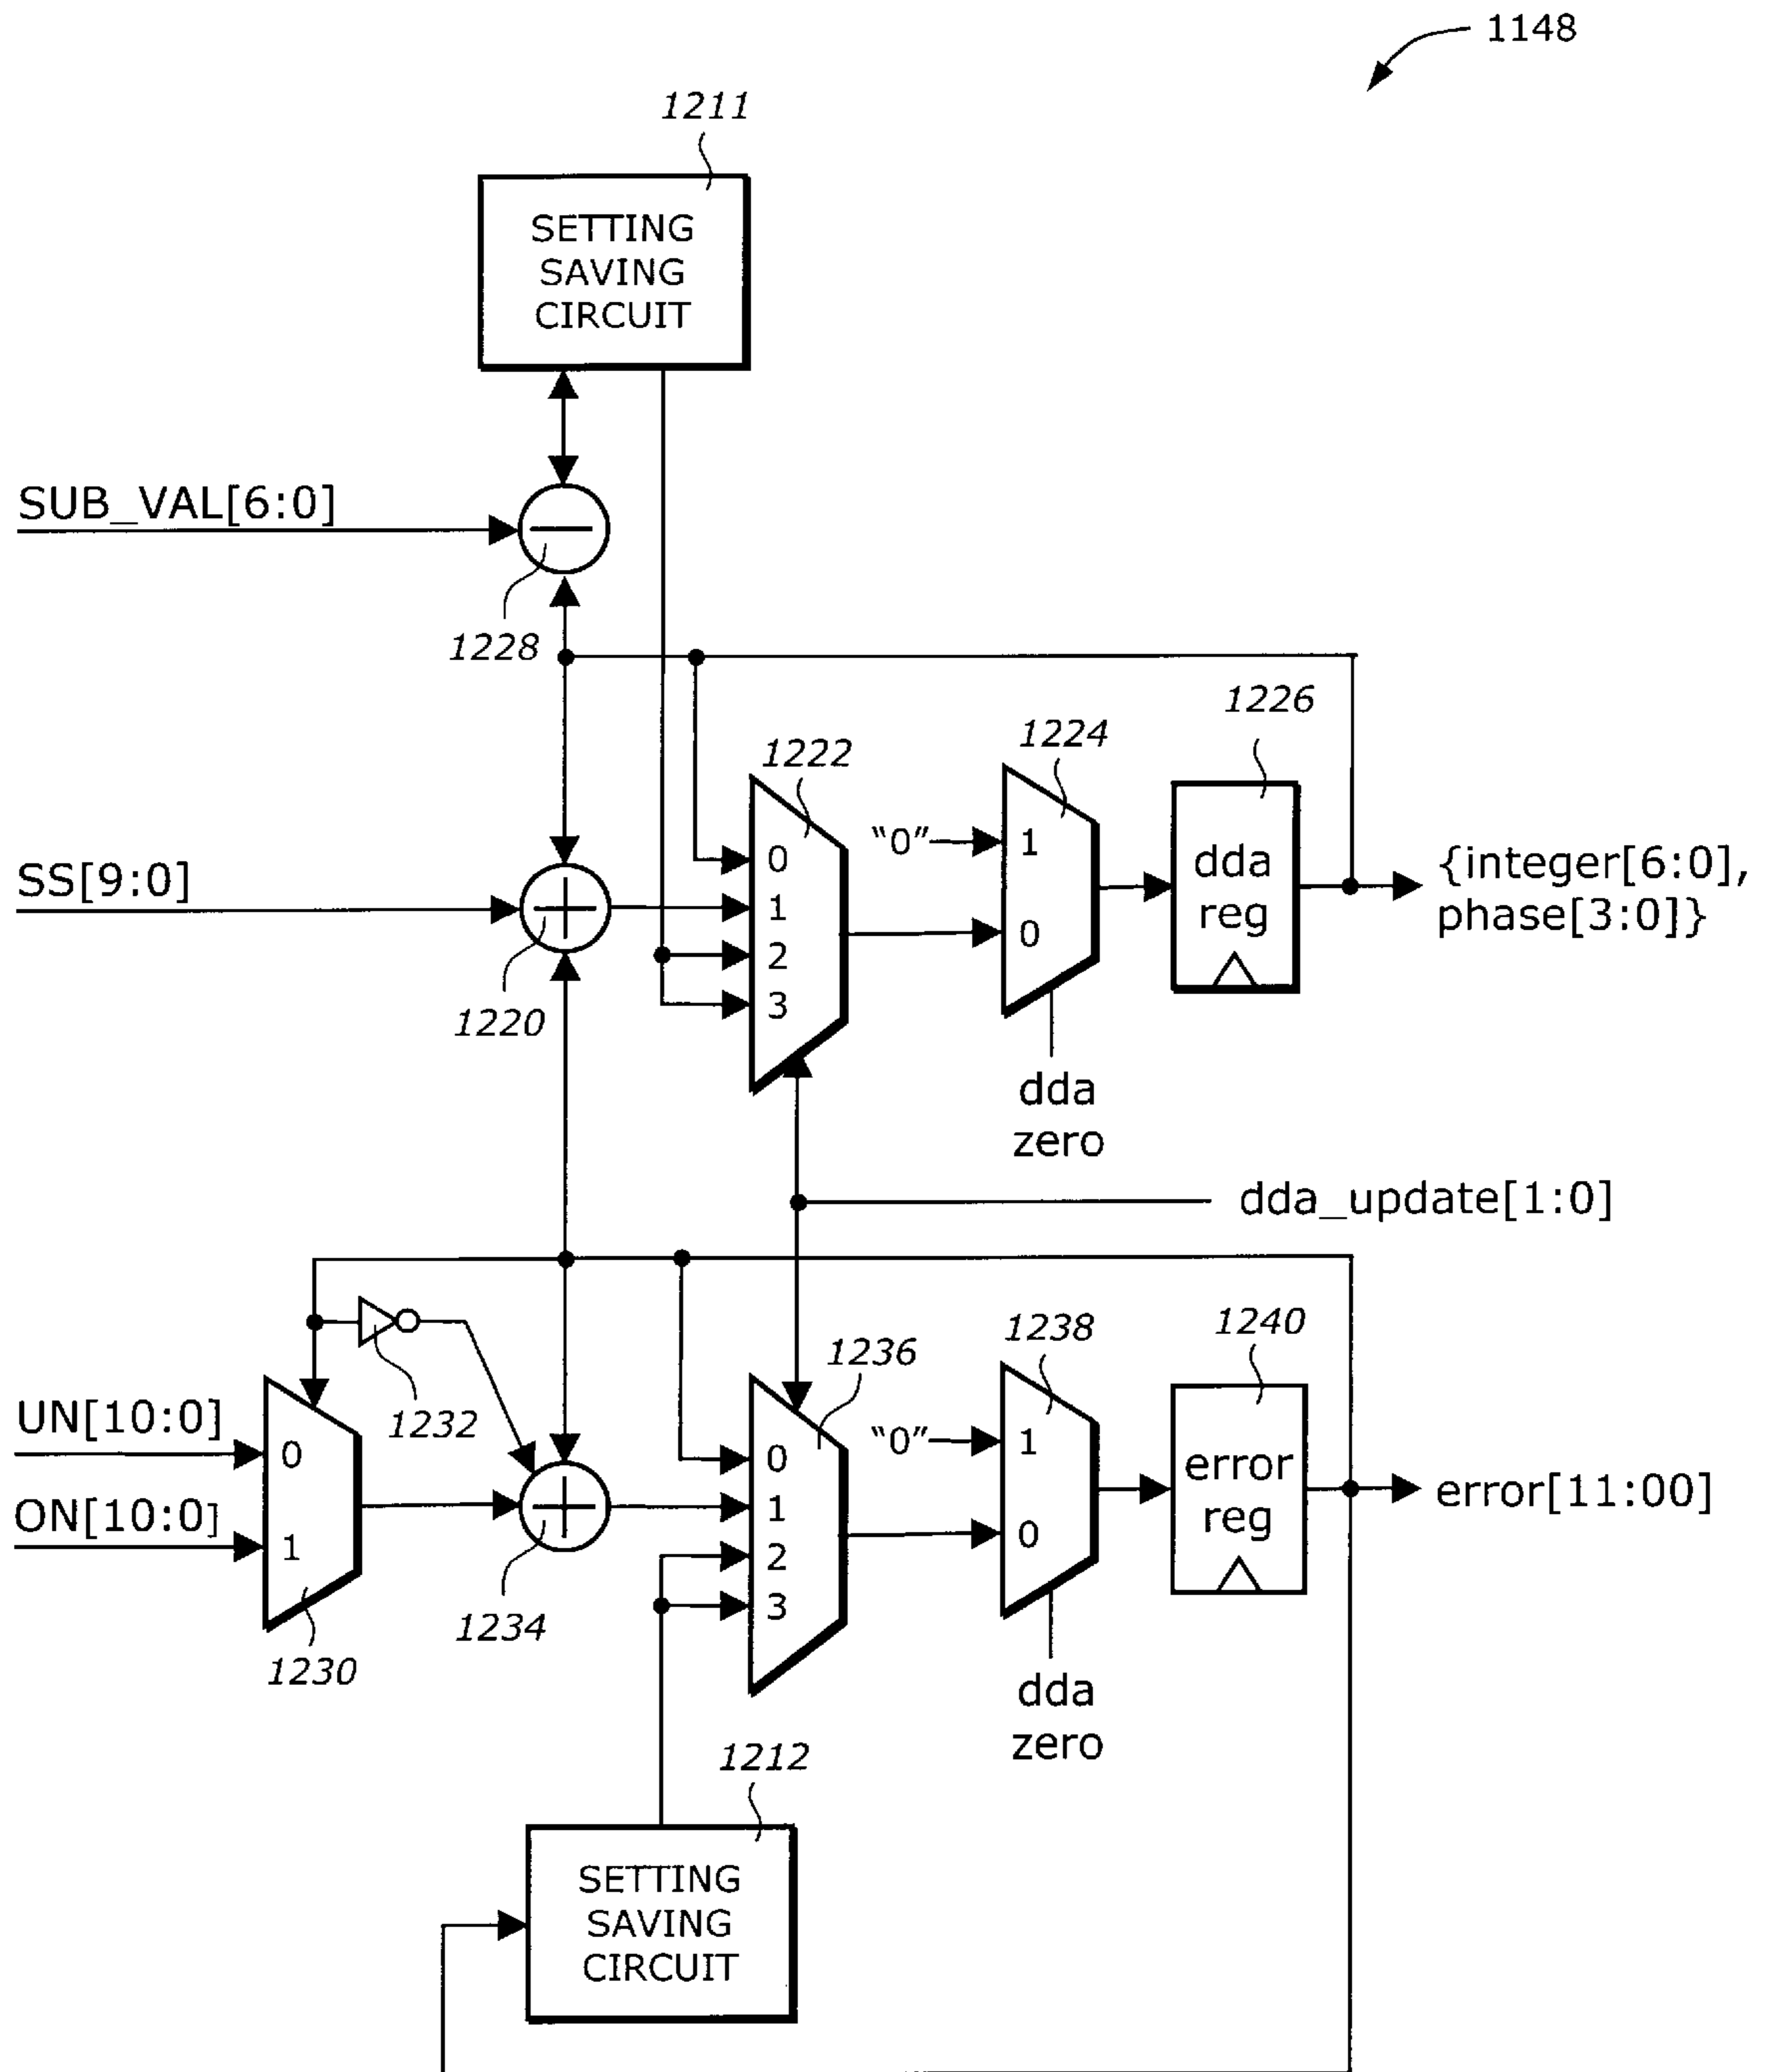 1148
1211
SETTING
SAVING
CIRCUIT
SUB_VAL[6:0]
1228
1226
1224
1222
"0"
1
0
0
1
2
3
dda
reg
{integer[6:0],
phase[3:0]}
SS[9:0]
1220
dda
zero
dda_update[1:0]
1240
1238
1236
1232
UN[10:0]
0
ON[10:0]
1
"0"
1
0
0
1
2
3
error
reg
error[11:00]
1234
1230
dda
zero
1212
SETTING
SAVING
CIRCUIT